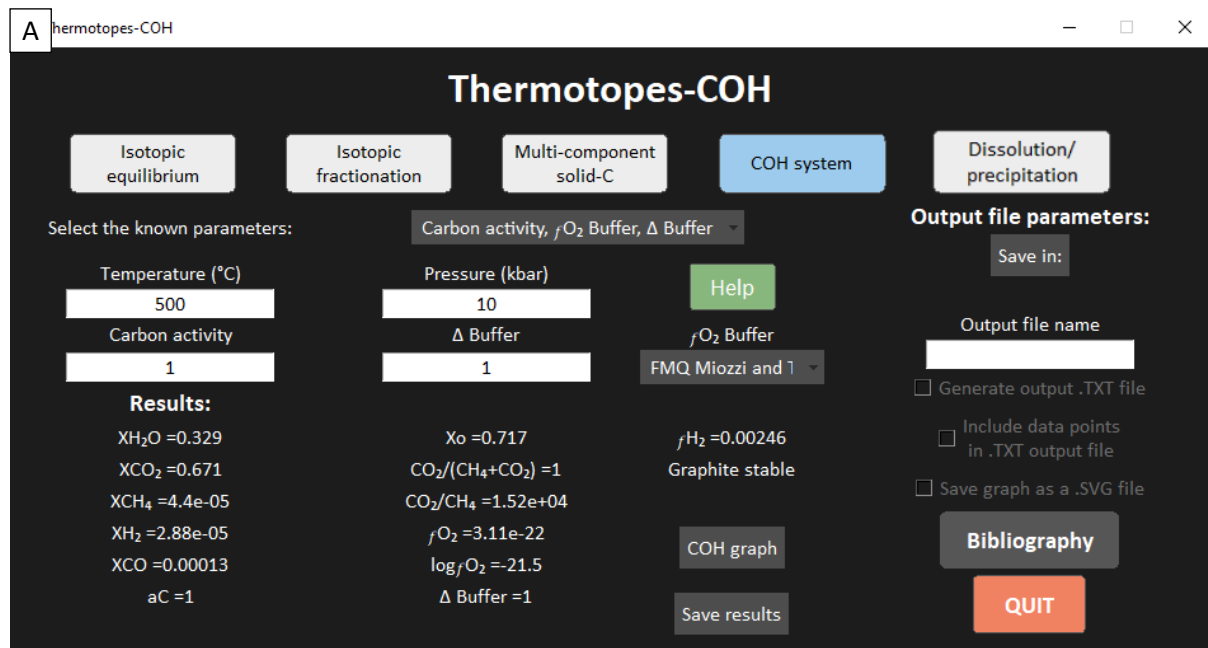 A
hermotopes-COH
Thermotopes-COH
Isotopic
equilibrium
Isotopic
fractionation
Multi-component
solid-C
COH system
Dissolution/
precipitation
Select the known parameters:
Carbon activity, ƒO₂ Buffer, Δ Buffer
Output file parameters:
Save in:
Temperature (°C)
Pressure (kbar)
Help
500
10
Carbon activity
Δ Buffer
ƒO₂ Buffer
Output file name
1
1
FMQ Miozzi and T
Generate output .TXT file
Results:
Include data points
in .TXT output file
XH₂O =0.329
Xo =0.717
ƒH₂ =0.00246
XCO₂ =0.671
CO₂/(CH₄+CO₂) =1
Graphite stable
Save graph as a .SVG file
XCH₄ =4.4e-05
CO₂/CH₄ =1.52e+04
XH₂ =2.88e-05
ƒO₂ =3.11e-22
COH graph
Bibliography
XCO =0.00013
logƒO₂ =-21.5
aC =1
Δ Buffer =1
Save results
QUIT